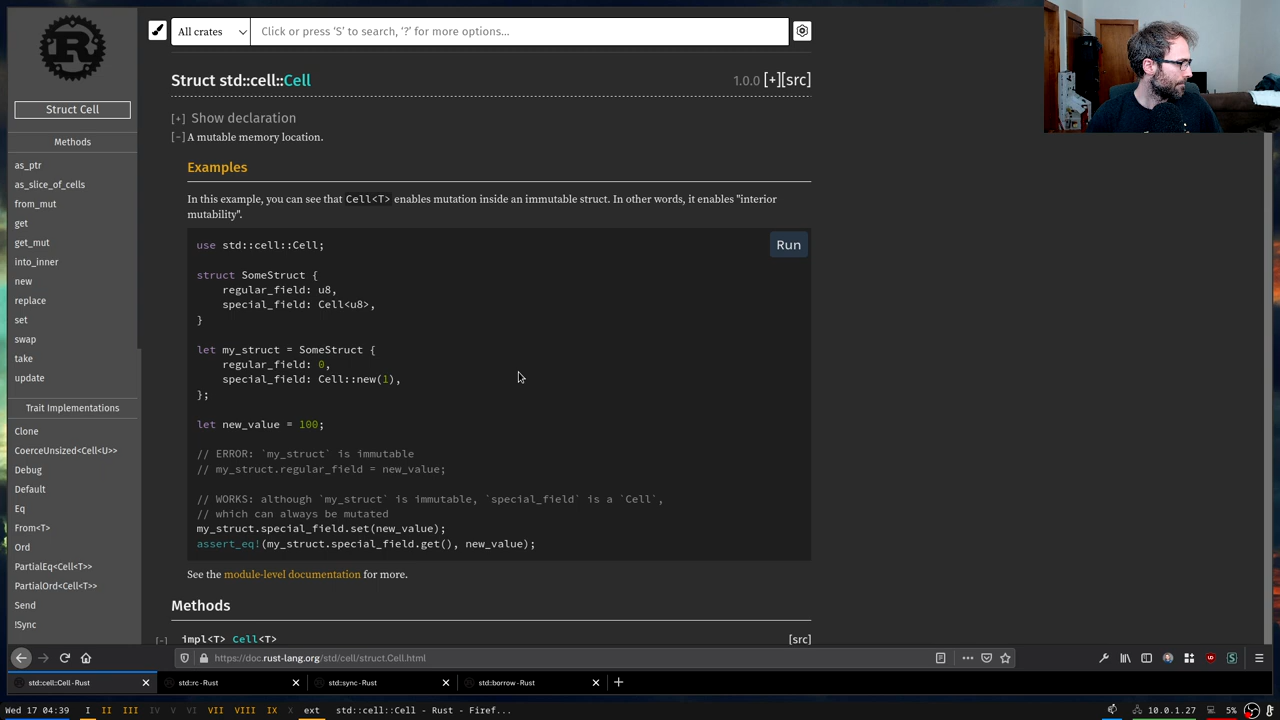 All crates
Click or press 'S' to search, '?' for more options…
Struct Cell
Methods
as_ptr
as_slice_of_cells
from_mut
get
get_mut
into_inner
new
replace
set
swap
take
update
Trait Implementations
Clone
CoerceUnsized<Cell<U>>
Debug
Default
Eq
From<T>
Ord
PartialEq<Cell<T>>
PartialOrd<Cell<T>>
Send
!Sync
Struct std::cell::Cell
1.0.0 [+][src]
[+] Show declaration
[−] A mutable memory location.
Examples
In this example, you can see that Cell<T> enables mutation inside an immutable struct. In other words, it enables "interior
mutability".
Run
use std::cell::Cell;
struct SomeStruct {
regular_field: u8,
special_field: Cell<u8>,
}
let my_struct = SomeStruct {
regular_field: 0,
special_field: Cell::new(1),
};
let new_value = 100;
// ERROR: `my_struct` is immutable
// my_struct.regular_field = new_value;
// WORKS: although `my_struct` is immutable, `special_field` is a `Cell`,
// which can always be mutated
my_struct.special_field.set(new_value);
assert_eq!(my_struct.special_field.get(), new_value);
See the module-level documentation for more.
Methods
[−] impl<T> Cell<T>
[src]
https://doc.rust-lang.org/std/cell/struct.Cell.html
std::cell::Cell - Rust
std::rc - Rust
std::sync - Rust
std::borrow - Rust
Wed 17 04:39 I II III IV V VI VII VIII IX X ext std::cell::Cell - Rust - Firef...
10.0.1.27
5%